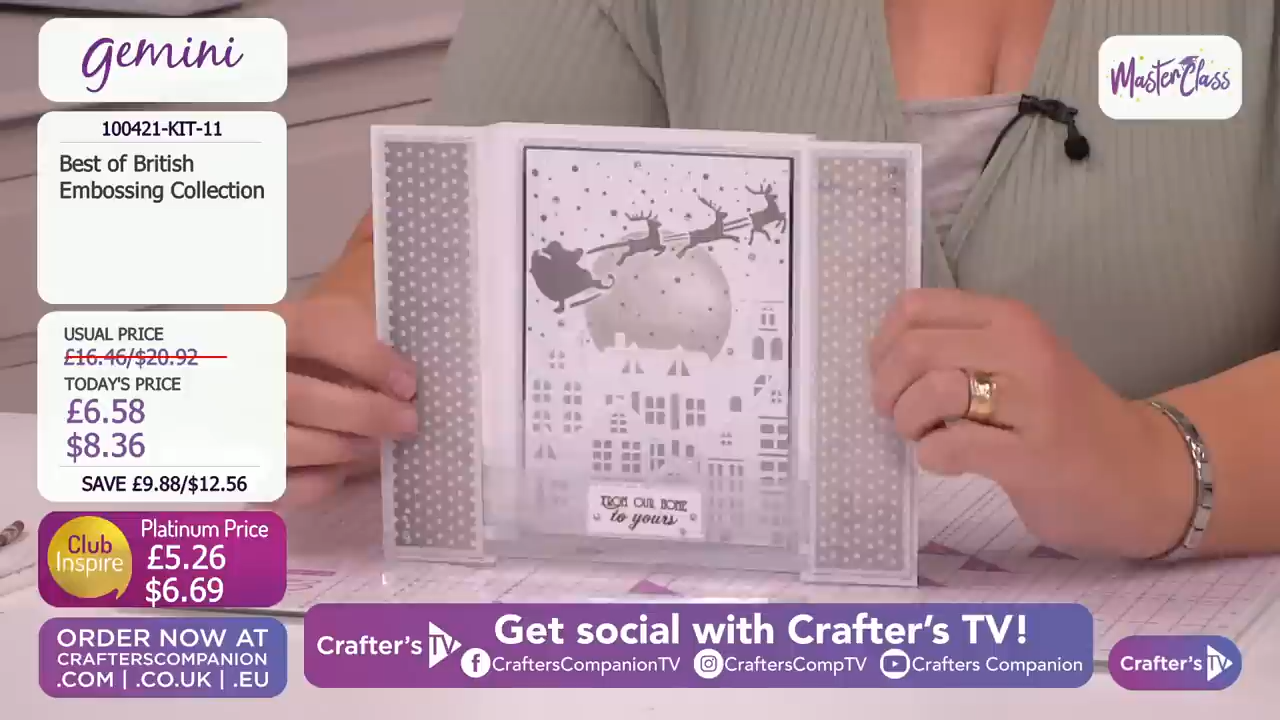 gemini
100421-KIT-11
Best of British
Embossing Collection
USUAL PRICE
£16.46/$20.92
TODAY'S PRICE
£6.58
$8.36
SAVE £9.88/$12.56
Club
Inspire
Platinum Price
£5.26
$6.69
ORDER NOW AT
CRAFTERSCOMPANION
.COM | .CO.UK | .EU
MasterClass
FROM OUR HOME
to yours
Crafter's TV
Get social with Crafter's TV!
CraftersCompanionTV
CraftersCompTV
Crafters Companion
Crafter's TV